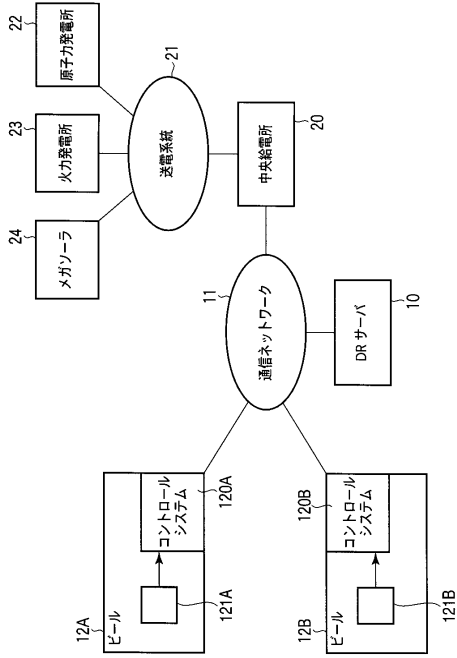 12B
ビール
121B
120B
コントロール
システム
12A
ビール
121A
120A
コントロール
システム
11
通信ネットワーク
10
DRサーバ
20
中央給電所
21
送電系統
24
メガソーラ
23
火力発電所
22
原子力発電所